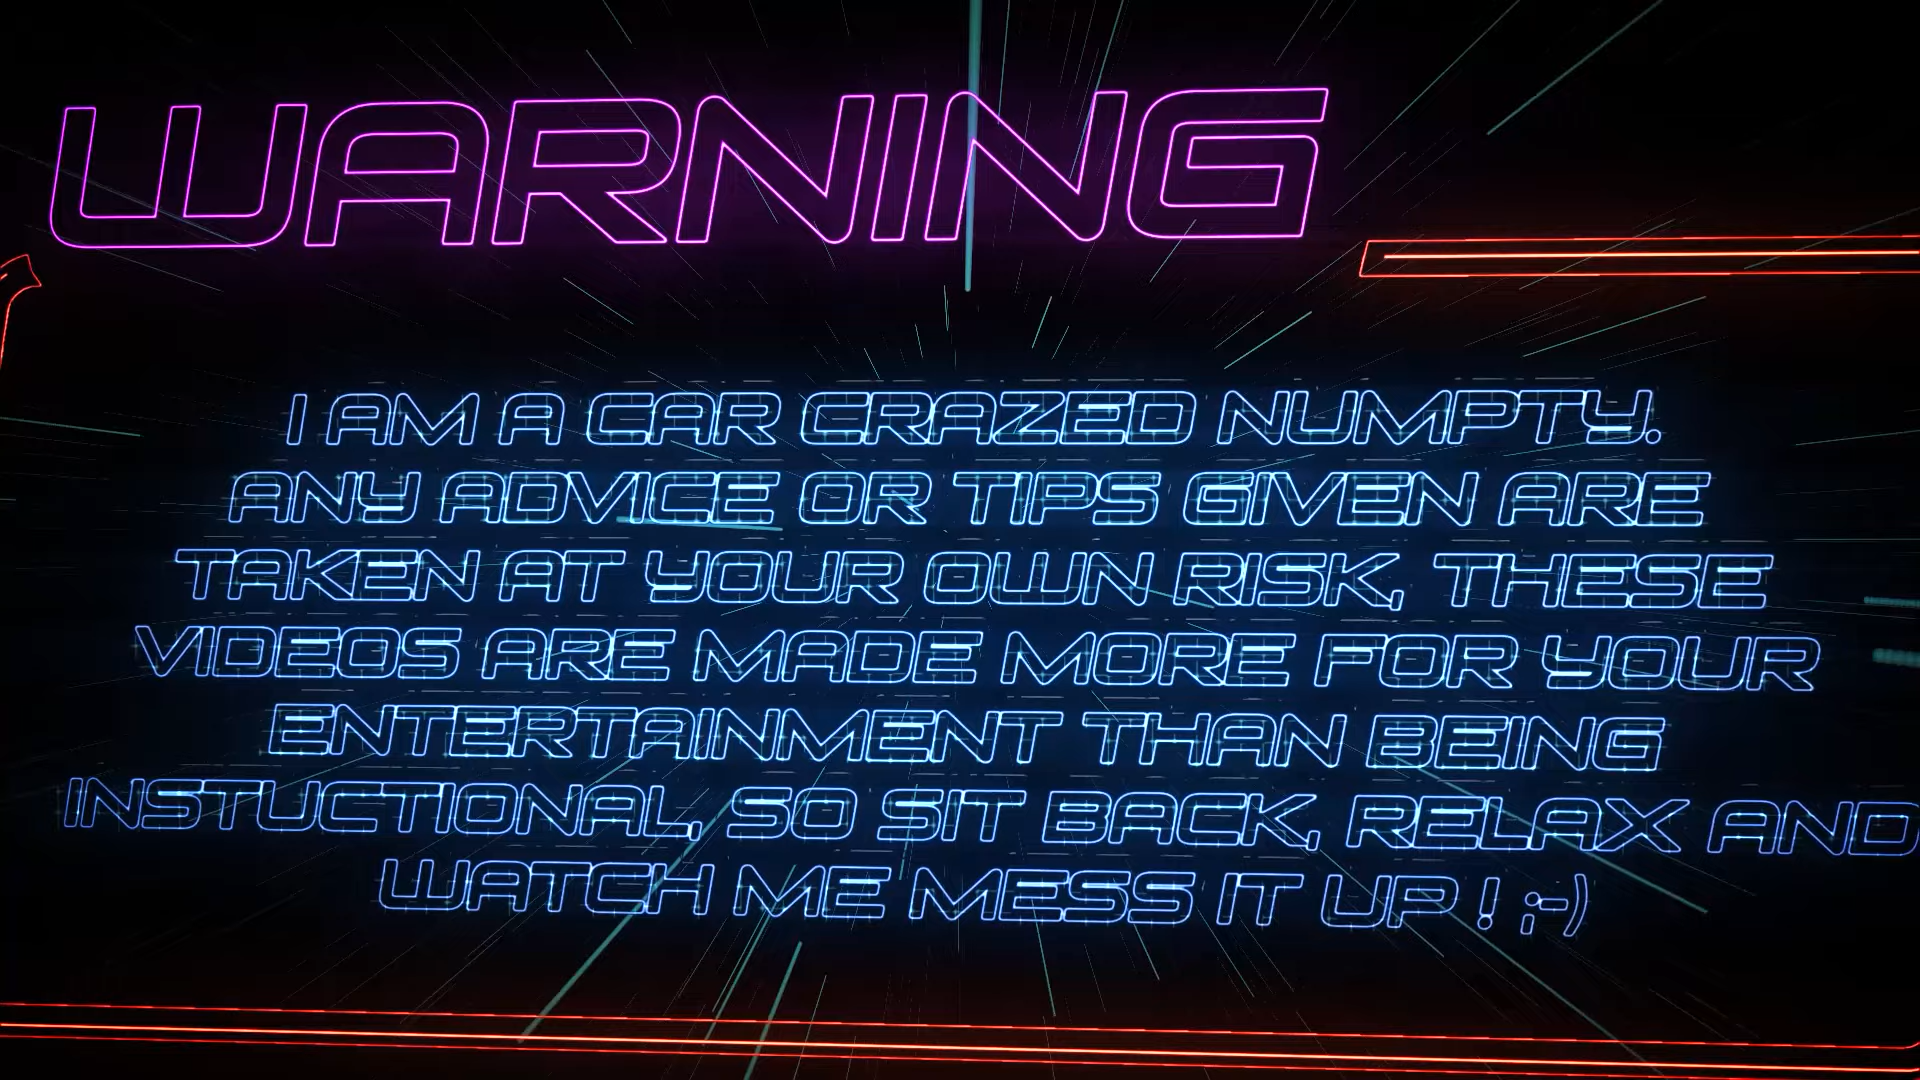 WARNING
I AM A CAR CRAZED NUMPTY.
ANY ADVICE OR TIPS GIVEN ARE
TAKEN AT YOUR OWN RISK, THESE
VIDEOS ARE MADE MORE FOR YOUR
ENTERTAINMENT THAN BEING
INSTUCTIONAL, SO SIT BACK, RELAX AND
WATCH ME MESS IT UP ! ;-)